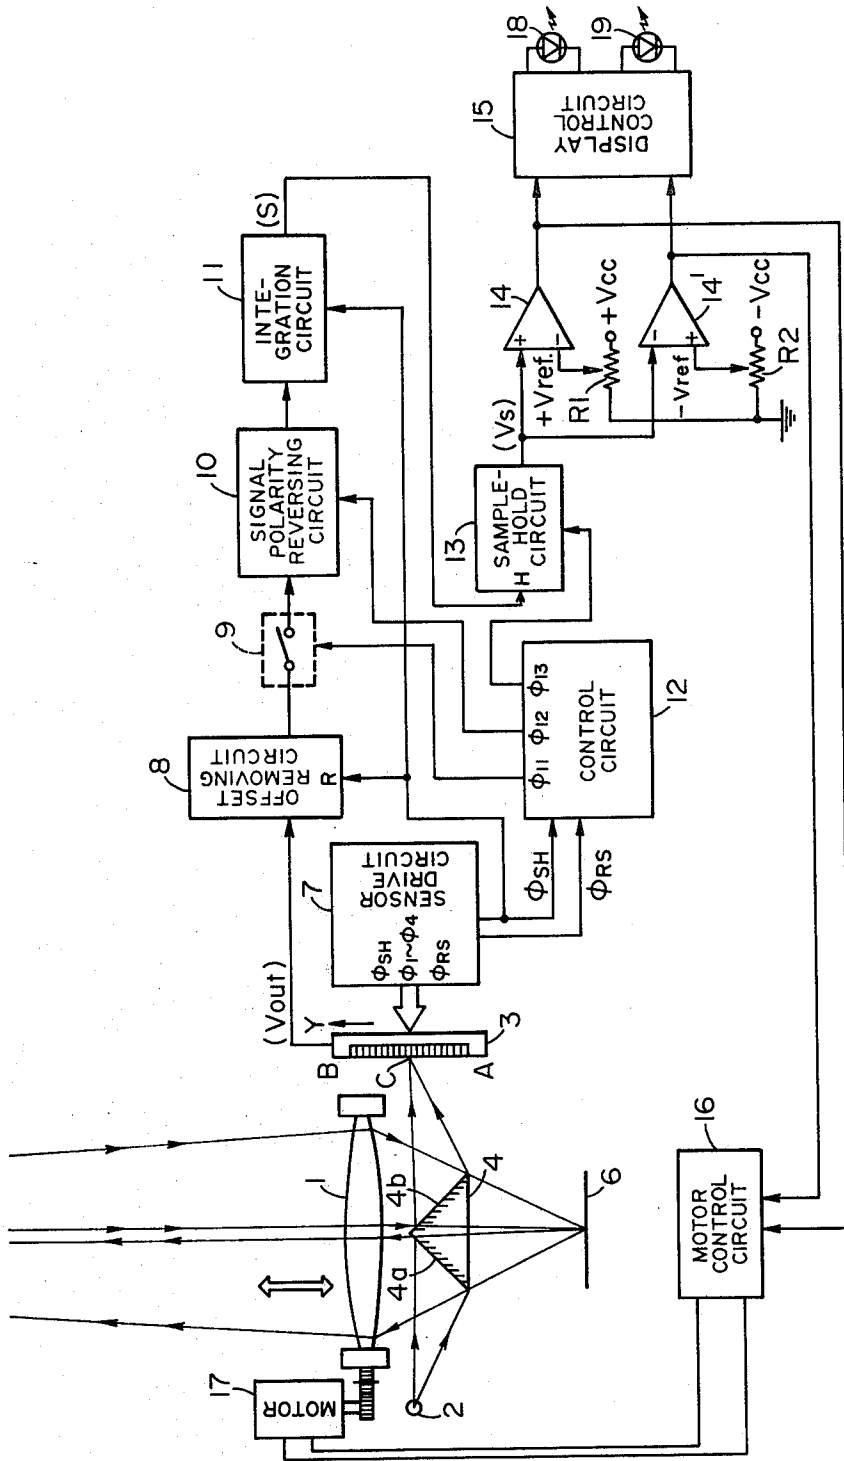 17
MOTOR
1
2
4a
4b
4
6
16
MOTOR
CONTROL
CIRCUIT
B
Y
C
A
3
(Vout)
7
SENSOR
DRIVE
CIRCUIT
ϕSH
ϕ1~ϕ4
ϕRS
8
OFFSET
REMOVING
CIRCUIT
R
9
10
SIGNAL
POLARITY
REVERSING
CIRCUIT
11
INTE-
GRATION
CIRCUIT
(S)
ϕSH
ϕRS
ϕ11
ϕ12
ϕ13
CONTROL
CIRCUIT
12
13
SAMPLE-
HOLD
CIRCUIT
H
(Vs)
+Vref.
14
+
−
R1
+Vcc
−Vref
14'
−
+
R2
−Vcc
15
DISPLAY
CONTROL
CIRCUIT
18
19